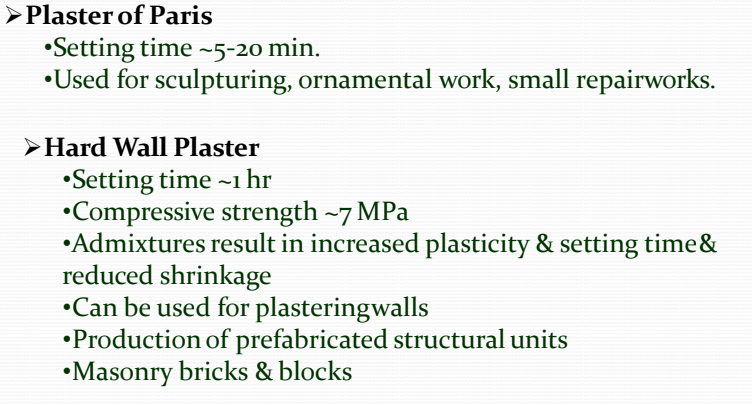 ➢Plaster of Paris
•Setting time ~5-20 min.
•Used for sculpturing, ornamental work, small repairworks.
➢Hard Wall Plaster
•Setting time ~1 hr
•Compressive strength ~7 MPa
•Admixtures result in increased plasticity & setting time&
reduced shrinkage
•Can be used for plasteringwalls
•Production of prefabricated structural units
•Masonry bricks & blocks